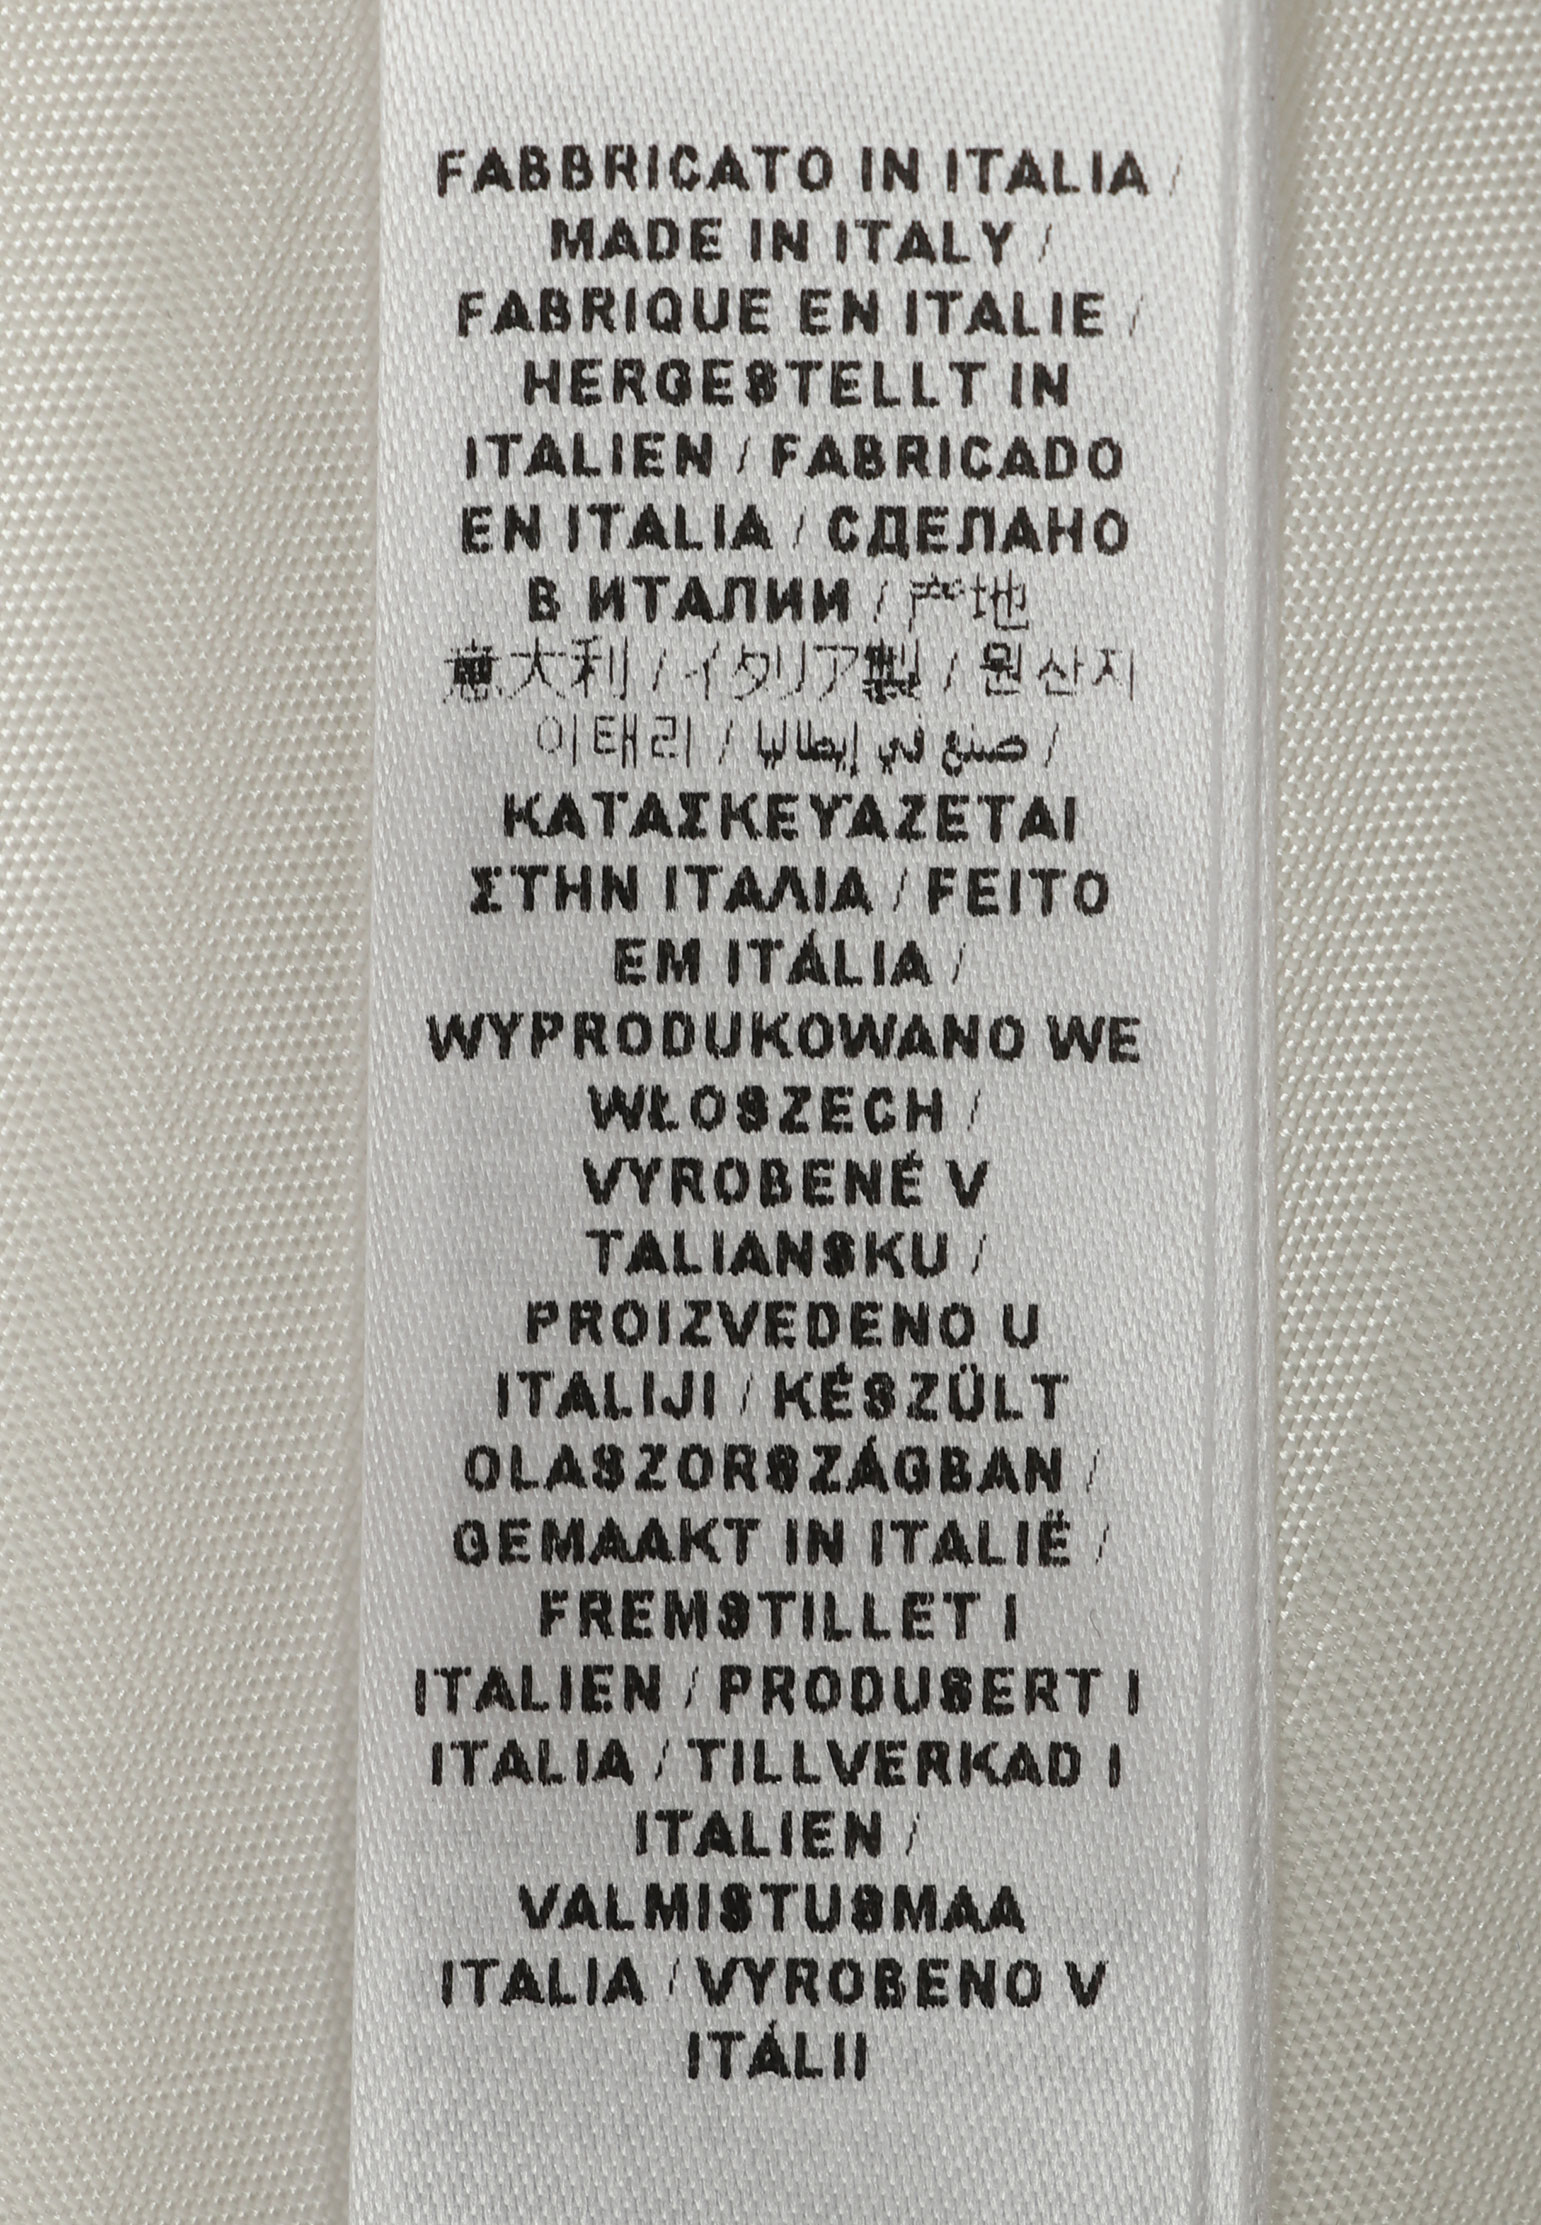 FABBRICATO IN ITALIA /
MADE IN ITALY /
FABRIQUE EN ITALIE /
HERGESTELLT IN
ITALIEN / FABRICADO
EN ITALIA / СДЕЛАНО
В ИТАЛИИ / 产地
意大利 / イタリア製 / 원산지
이태리 / صنع في إيطاليا /
ΚΑΤΑΣΚΕΥΑΖΕΤΑΙ
ΣΤΗΝ ΙΤΑΛΙΑ / FEITO
EM ITÁLIA /
WYPRODUKOWANO WE
WŁOSZECH /
VYROBENÉ V
TALIANSKU /
PROIZVEDENO U
ITALIJI / KÉSZÜLT
OLASZORSZÁGBAN /
GEMAAKT IN ITALIË /
FREMSTILLET I
ITALIEN / PRODUSERT I
ITALIA / TILLVERKAD I
ITALIEN /
VALMISTUSMAA
ITALIA / VYROBENO V
ITÁLII